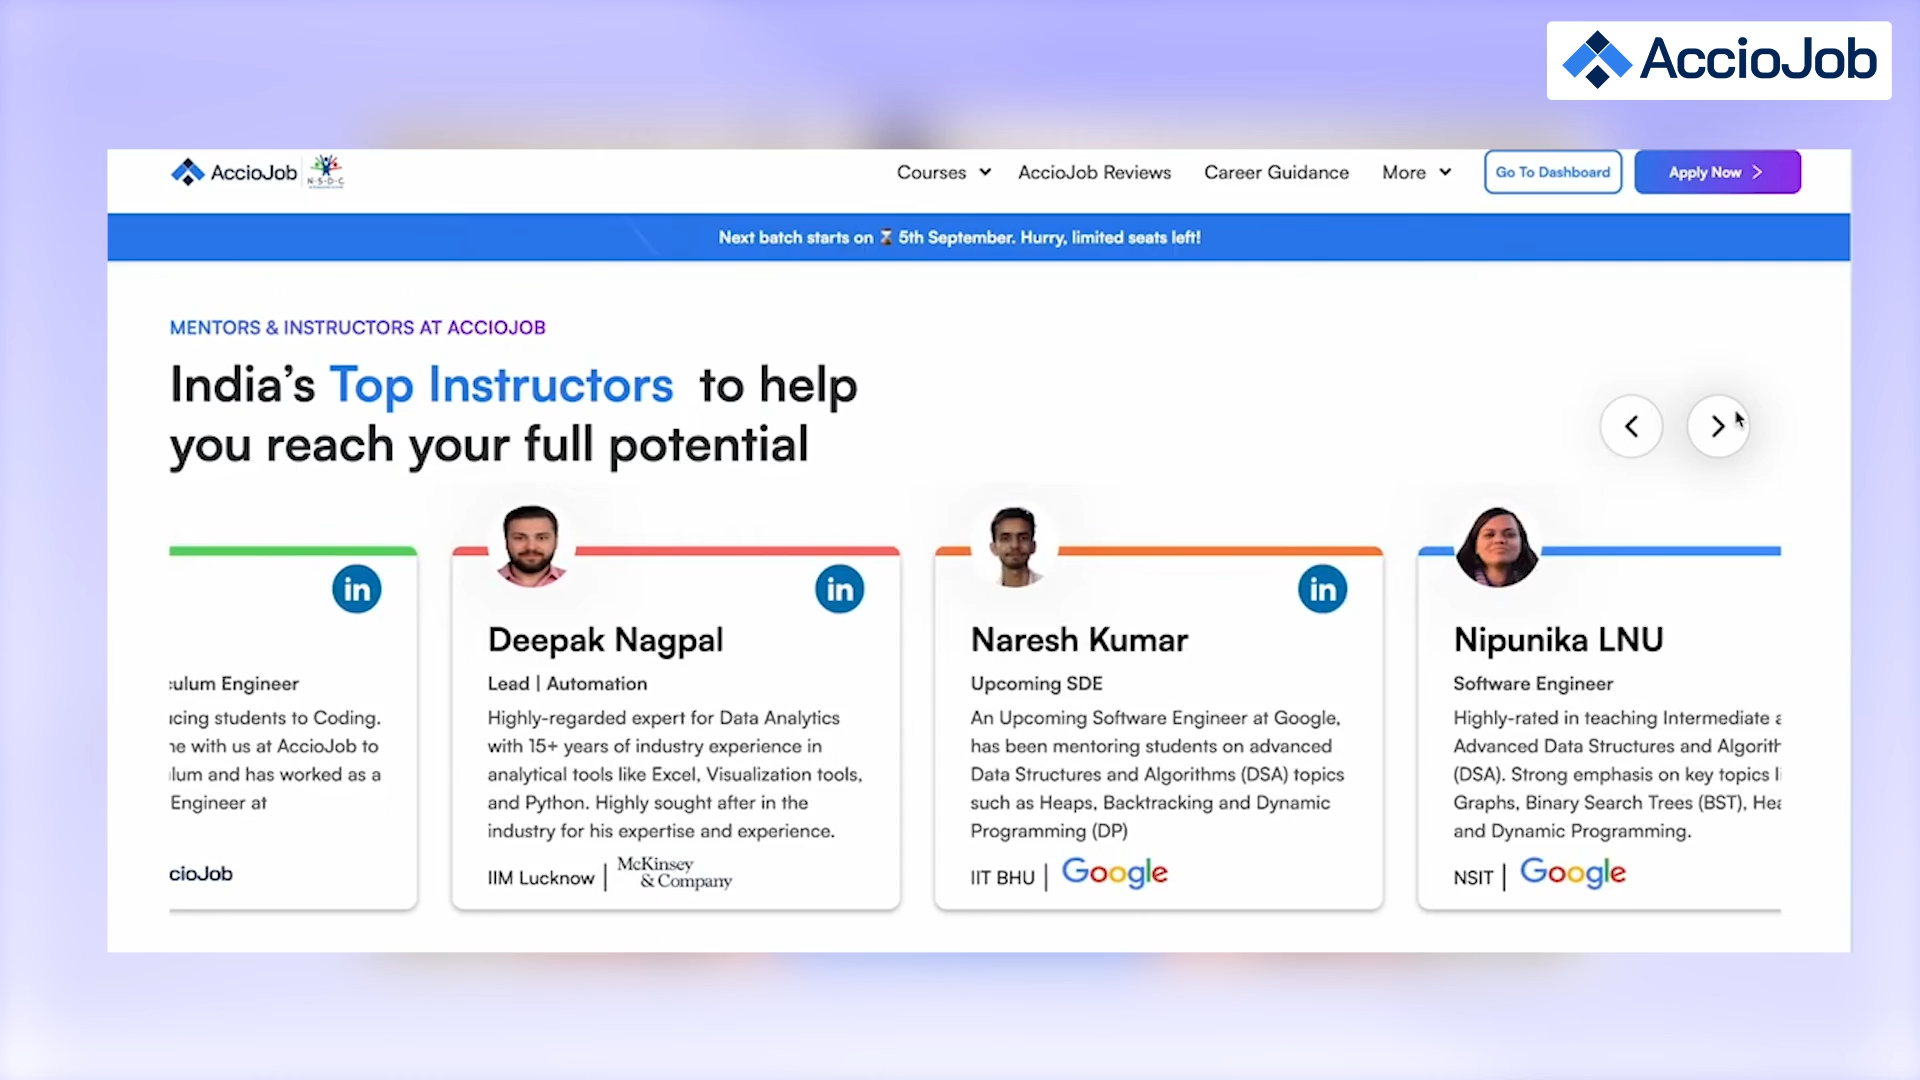 AccioJob
AccioJob
N·S·D·C
Courses
AccioJob Reviews
Career Guidance
More
Go To Dashboard
Apply Now
Next batch starts on ⌛ 5th September. Hurry, limited seats left!
MENTORS & INSTRUCTORS AT ACCIOJOB
India's Top Instructors to help
you reach your full potential
in
ulum Engineer
cing students to Coding.
e with us at AccioJob to
lum and has worked as a
Engineer at
cioJob
in
Deepak Nagpal
Lead | Automation
Highly-regarded expert for Data Analytics
with 15+ years of industry experience in
analytical tools like Excel, Visualization tools,
and Python. Highly sought after in the
industry for his expertise and experience.
IIM Lucknow | McKinsey
& Company
in
Naresh Kumar
Upcoming SDE
An Upcoming Software Engineer at Google,
has been mentoring students on advanced
Data Structures and Algorithms (DSA) topics
such as Heaps, Backtracking and Dynamic
Programming (DP)
IIT BHU | Google
Nipunika LNU
Software Engineer
Highly-rated in teaching Intermediate a
Advanced Data Structures and Algorith
(DSA). Strong emphasis on key topics li
Graphs, Binary Search Trees (BST), Hea
and Dynamic Programming.
NSIT | Google